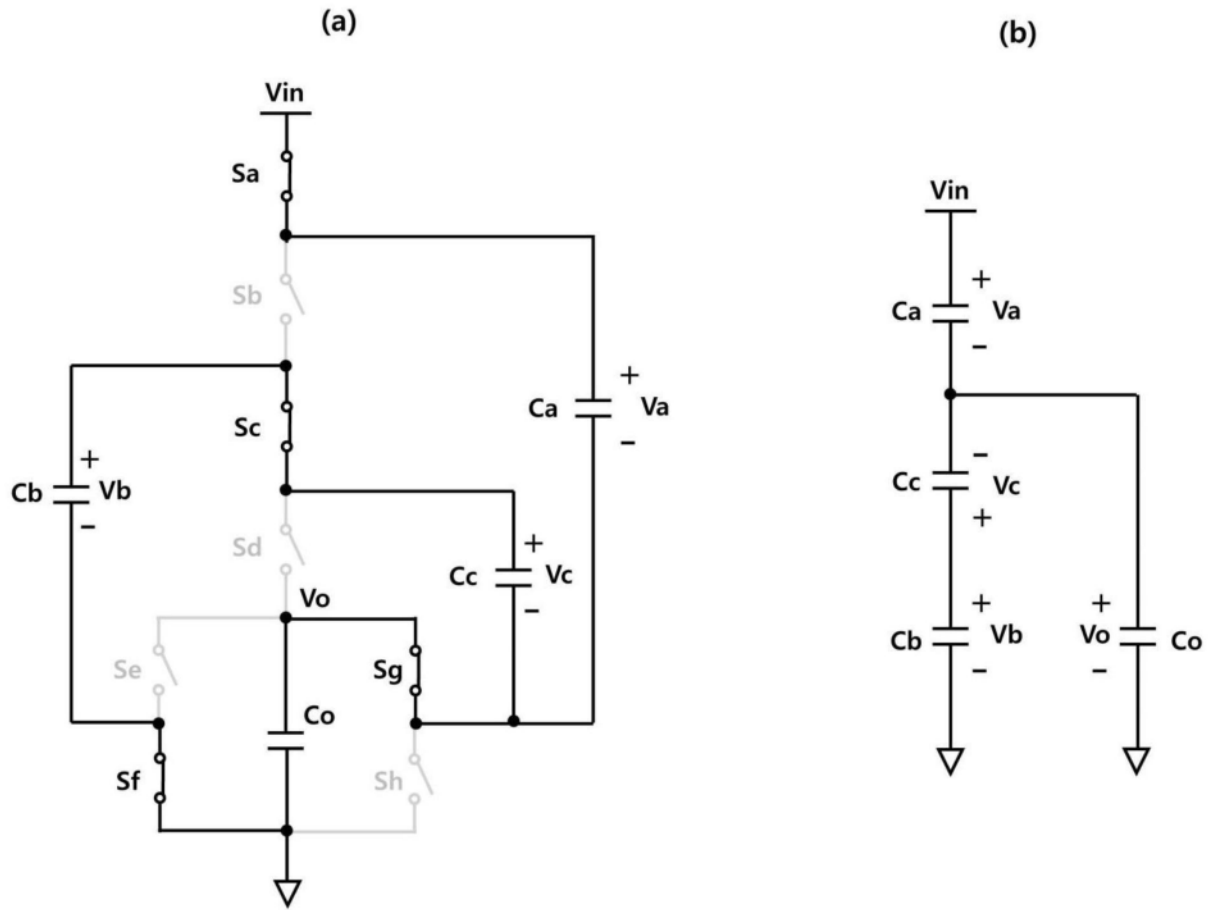 (a)
Vin
Sa
Sb
Sc
Cb
+
Vb
−
Ca
+
Va
−
Sd
Cc
+
Vc
−
Vo
Se
Sg
Co
Sf
Sh
(b)
Vin
Ca
+
Va
−
Cc
−
Vc
+
Cb
+
Vb
−
+
Vo
−
Co